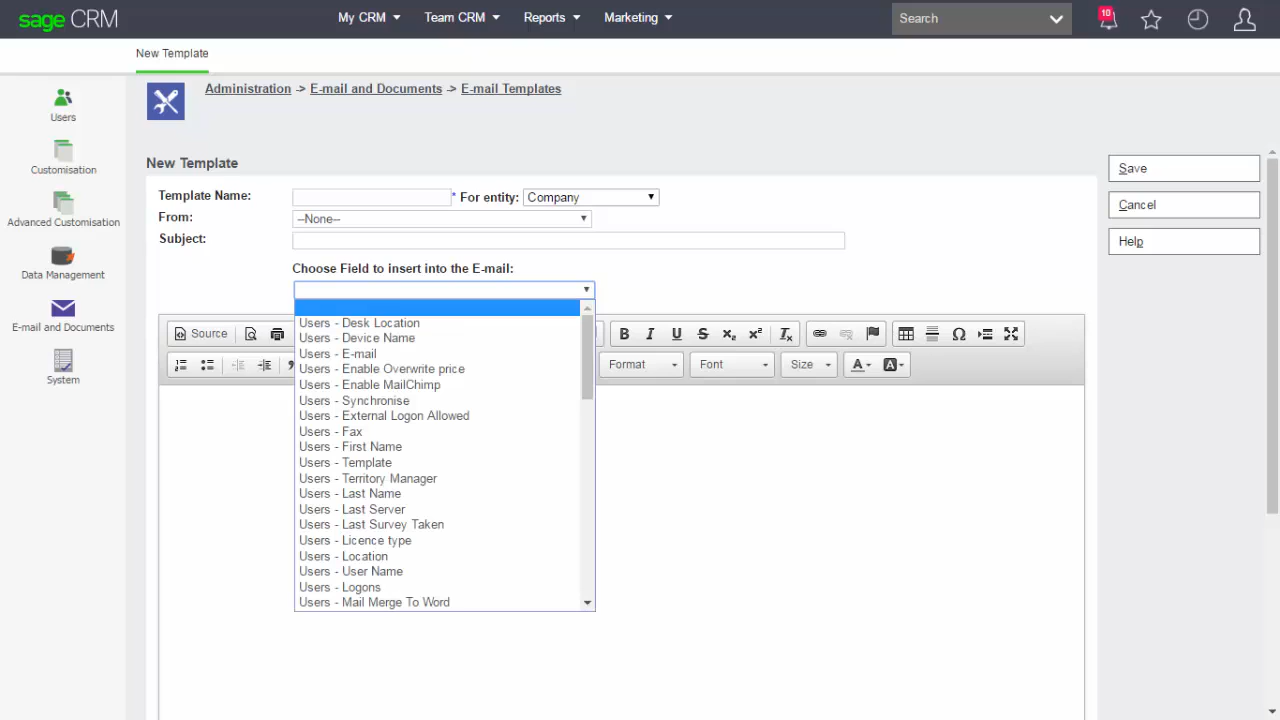 sage CRM
My CRM
Team CRM
Reports
Marketing
Search
10
New Template
Users
Customisation
Advanced Customisation
Data Management
E-mail and Documents
System
Administration -> E-mail and Documents -> E-mail Templates
New Template
Template Name:
* For entity: Company
From: --None--
Subject:
Choose Field to insert into the E-mail:
Users - Desk Location
Users - Device Name
Users - E-mail
Users - Enable Overwrite price
Users - Enable MailChimp
Users - Synchronise
Users - External Logon Allowed
Users - Fax
Users - First Name
Users - Template
Users - Territory Manager
Users - Last Name
Users - Last Server
Users - Last Survey Taken
Users - Licence type
Users - Location
Users - User Name
Users - Logons
Users - Mail Merge To Word
Source
B I U S x₂ x² Tx
Ω
Format
Font
Size
A
A
Save
Cancel
Help